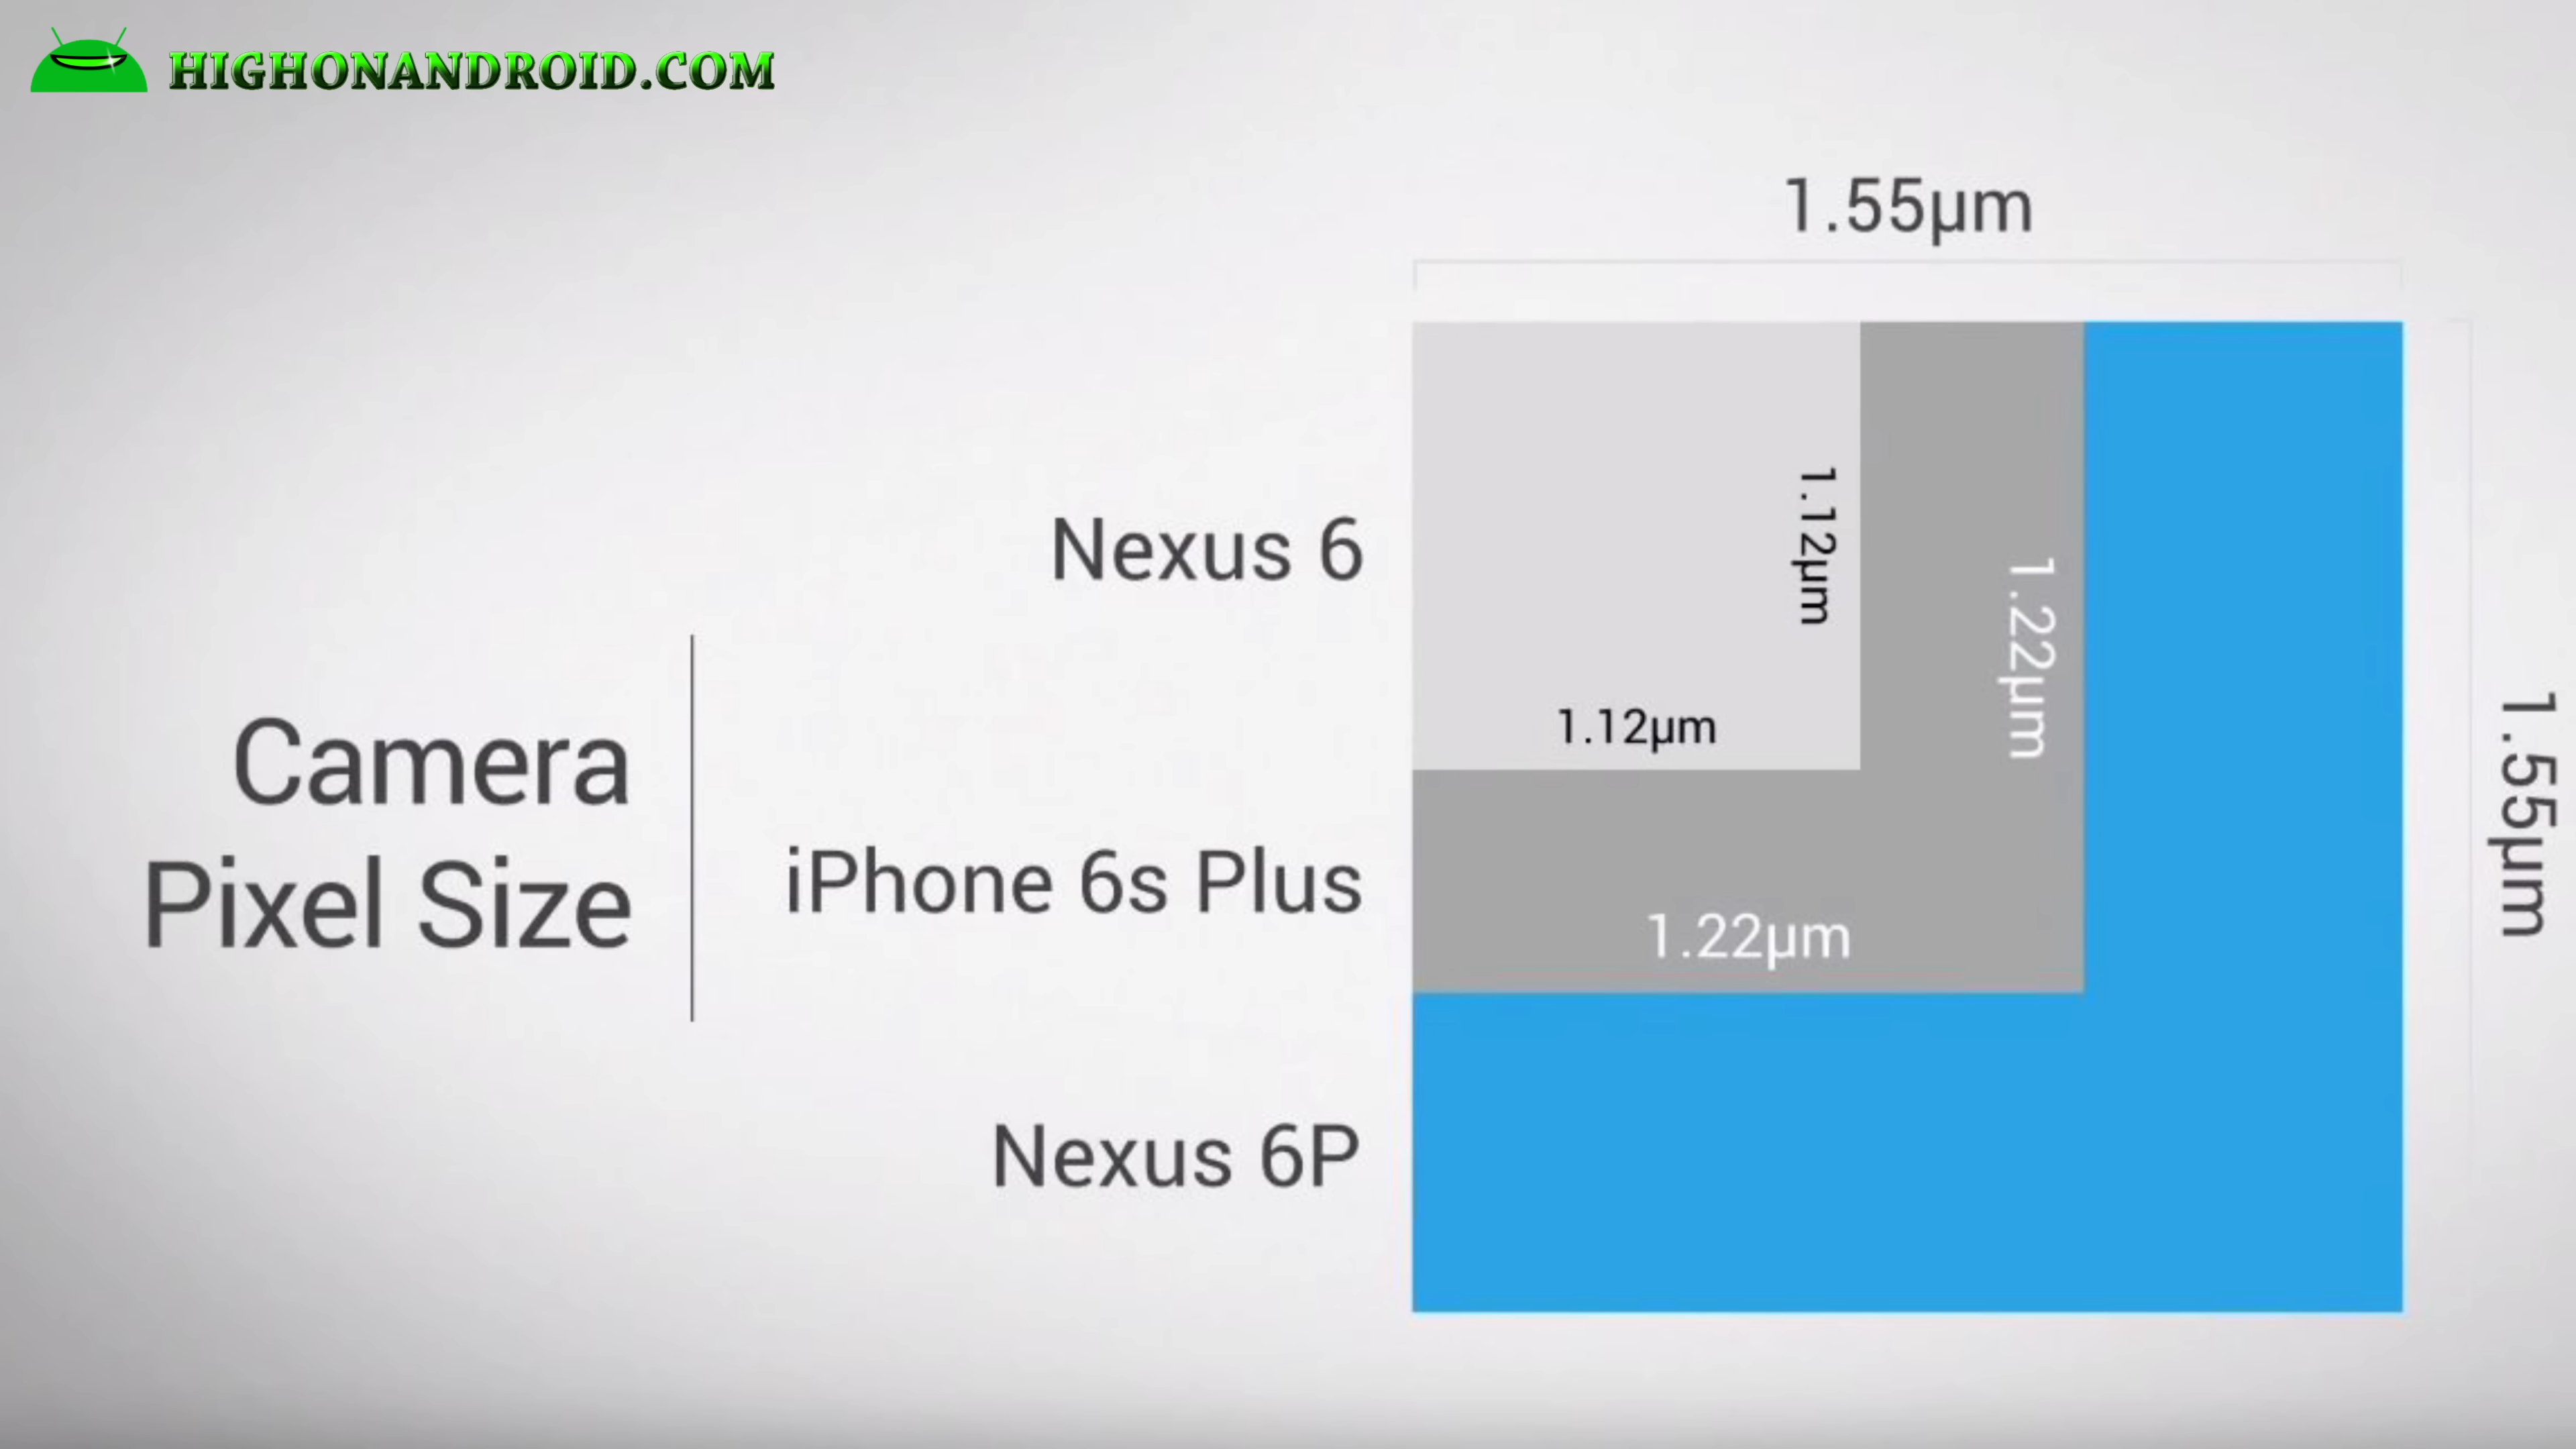 HIGHONANDROID.COM
1.55µm
Nexus 6
1.12µm
1.12µm
1.22µm
1.55µm
Camera
Pixel Size
iPhone 6s Plus
1.22µm
Nexus 6P